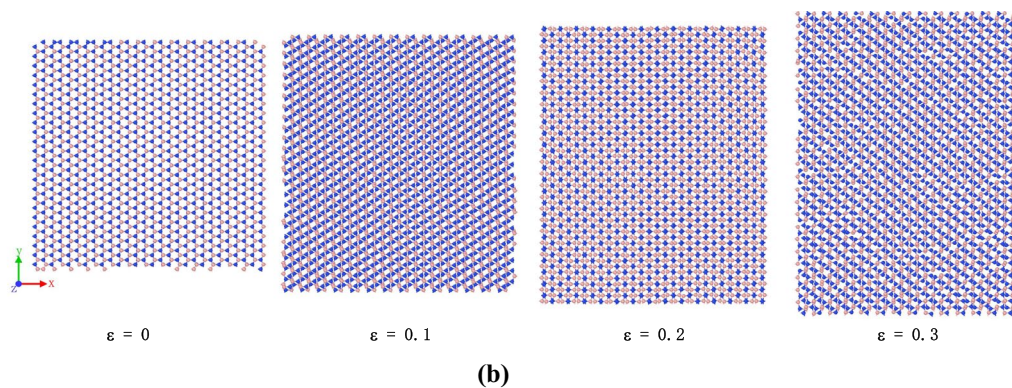 y
z x
ε = 0
ε = 0.1
ε = 0.2
ε = 0.3
(b)